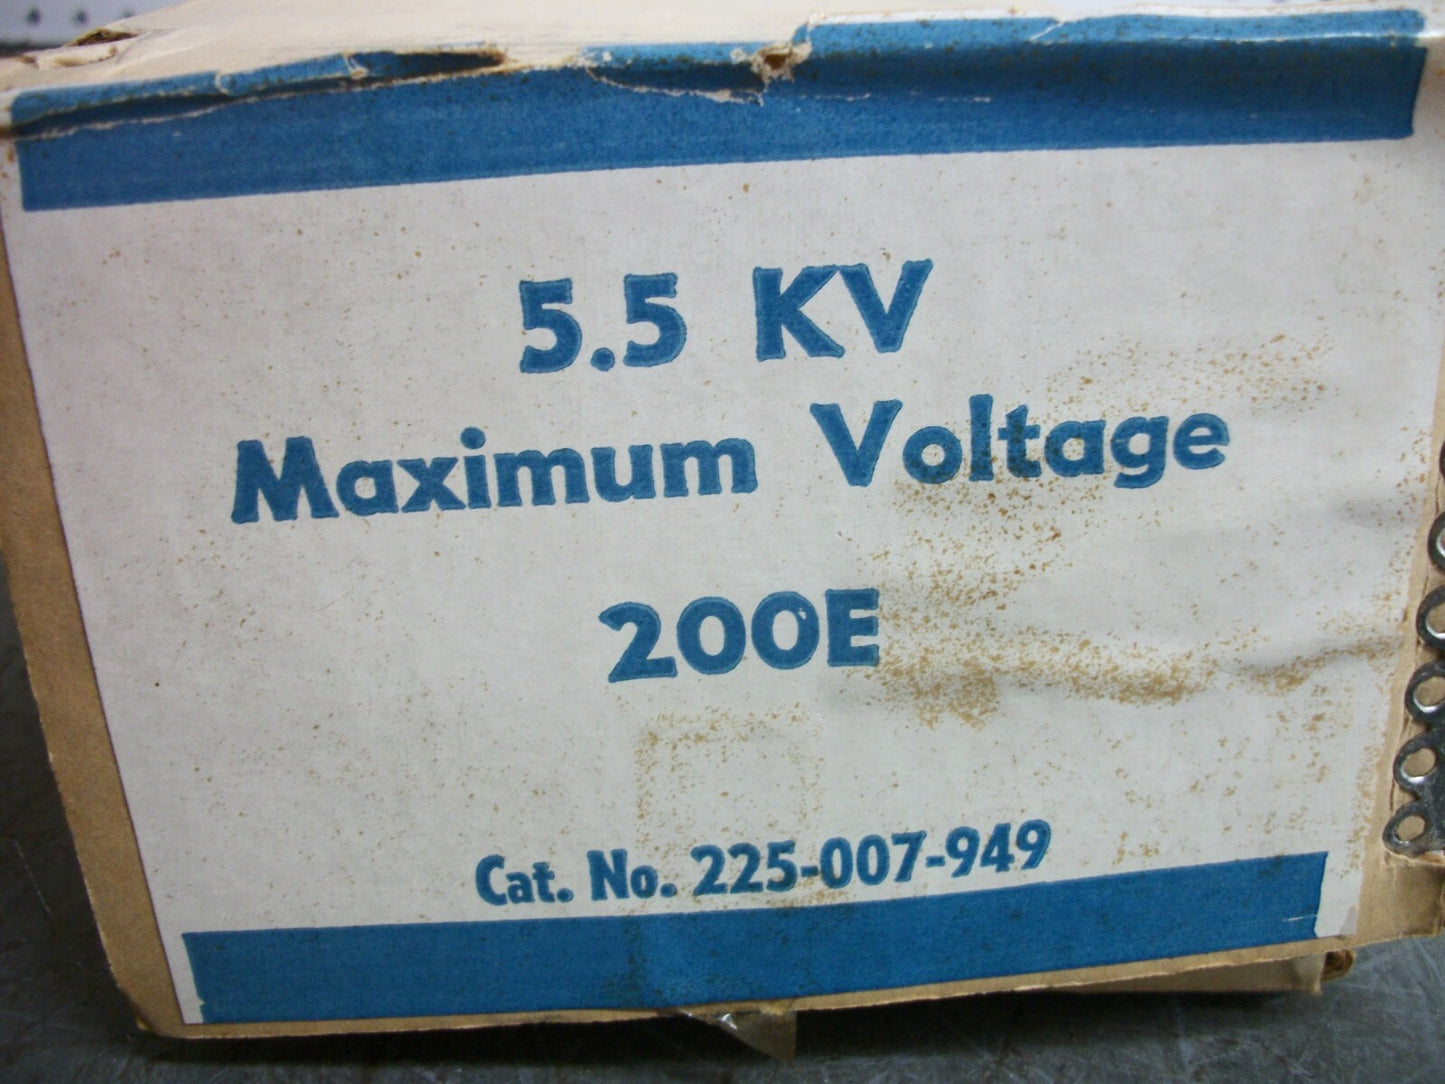 5.5 KV
Maximum Voltage
200E
Cat. No. 225-007-949